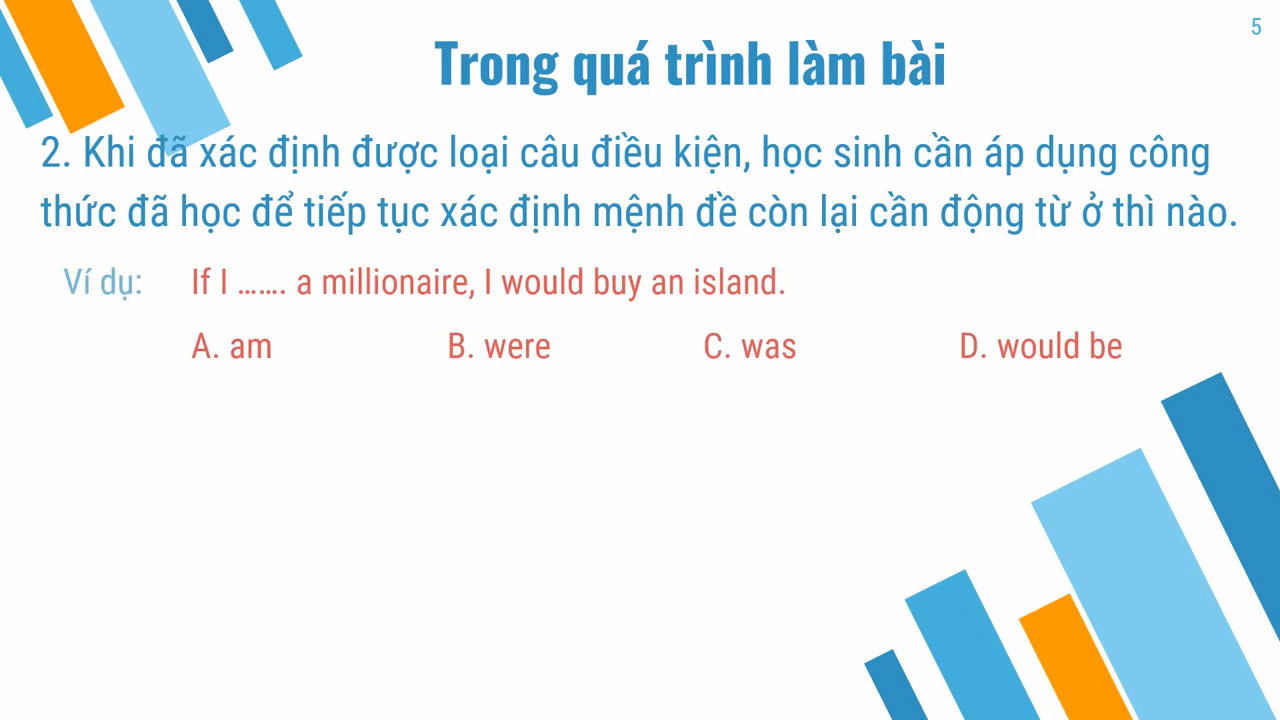 5
Trong quá trình làm bài
2. Khi đã xác định được loại câu điều kiện, học sinh cần áp dụng công
thức đã học để tiếp tục xác định mệnh đề còn lại cần động từ ở thì nào.
Ví dụ: If I ....... a millionaire, I would buy an island.
A. am B. were C. was D. would be